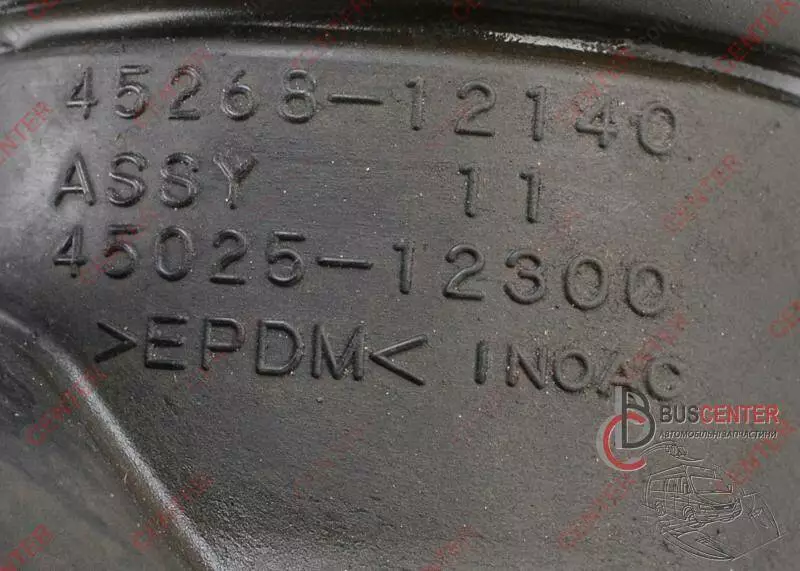 45268-12140
ASSY 11
45025-12300
>EPDM< INOAC
BUSCENTER
АВТОМОБІЛЬНІ ЗАПЧАСТИНИ